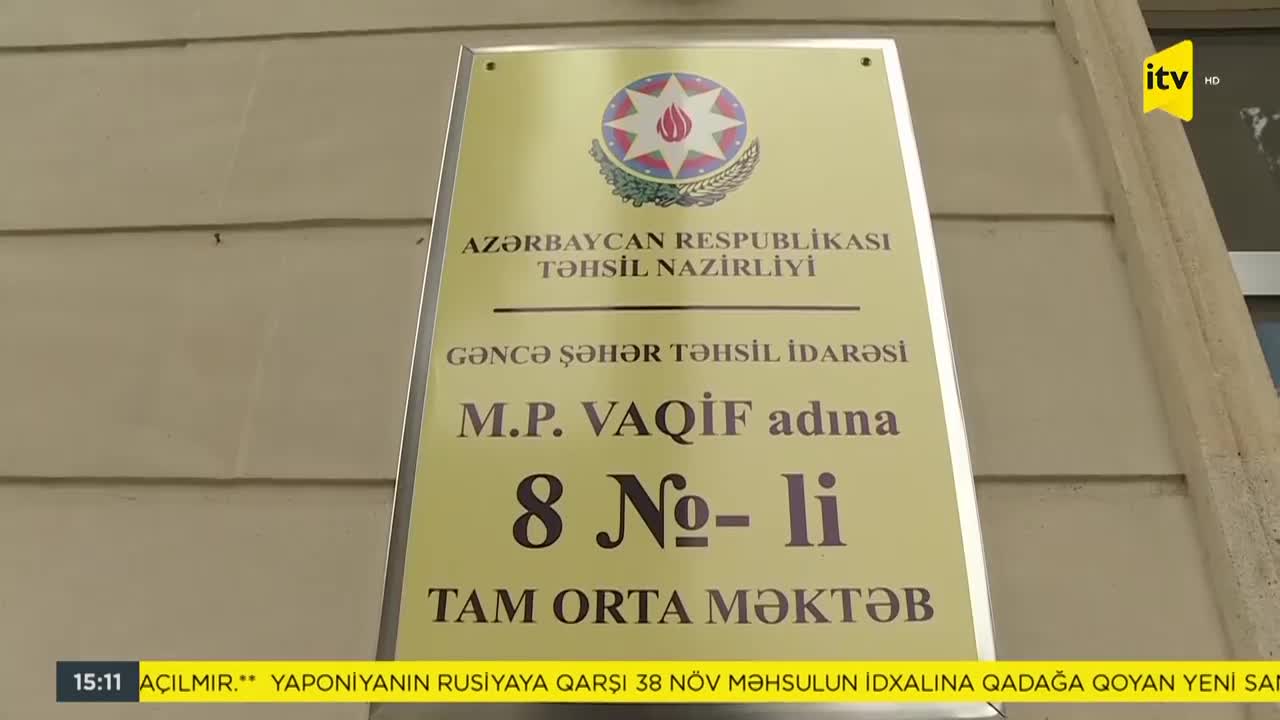 itv HD
AZƏRBAYCAN RESPUBLİKASI
TƏHSİL NAZİRLİYİ
GƏNCƏ ŞƏHƏR TƏHSİL İDARƏSİ
M.P. VAQİF adına
8 №- li
TAM ORTA MƏKTƏB
15:11 AÇILMIR.** YAPONİYANIN RUSİYAYA QARŞI 38 NÖV MƏHSULUN İDXALINA QADAĞA QOYAN YENİ SAN